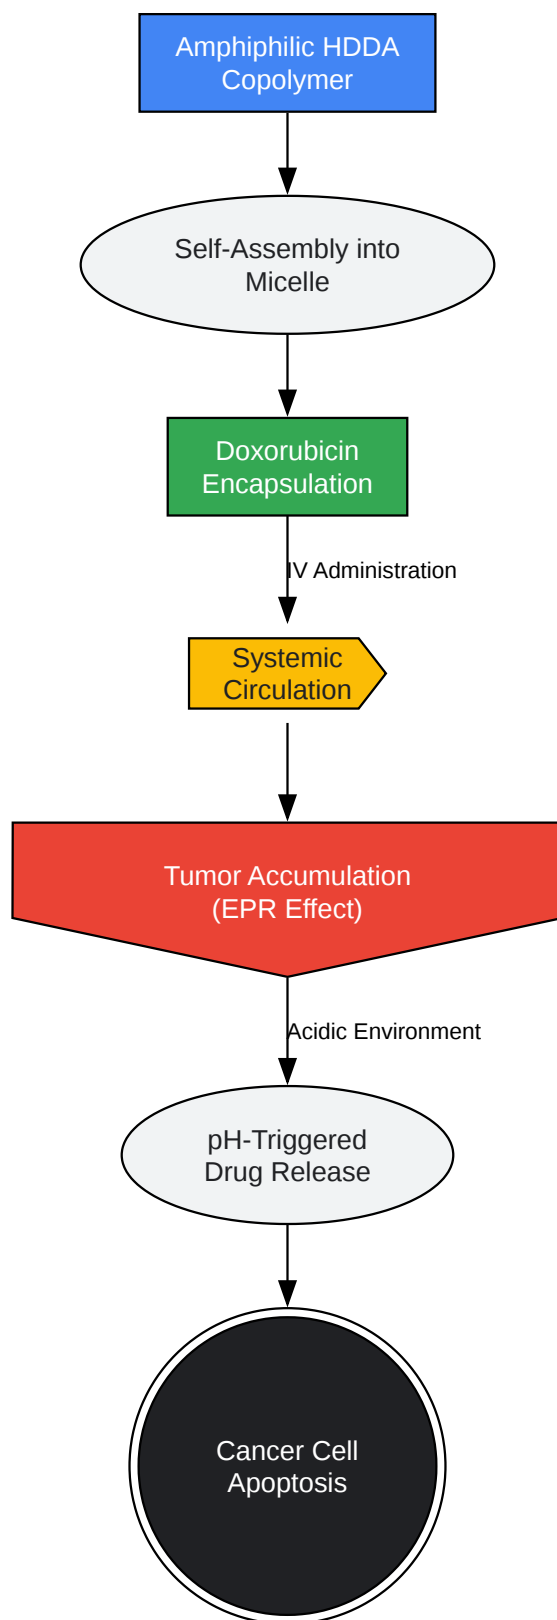 Amphiphilic HDDA
Copolymer
Self-Assembly into
Micelle
Doxorubicin
Encapsulation
IV Administration
Systemic
Circulation
Tumor Accumulation
(EPR Effect)
Acidic Environment
pH-Triggered
Drug Release
Cancer Cell
Apoptosis